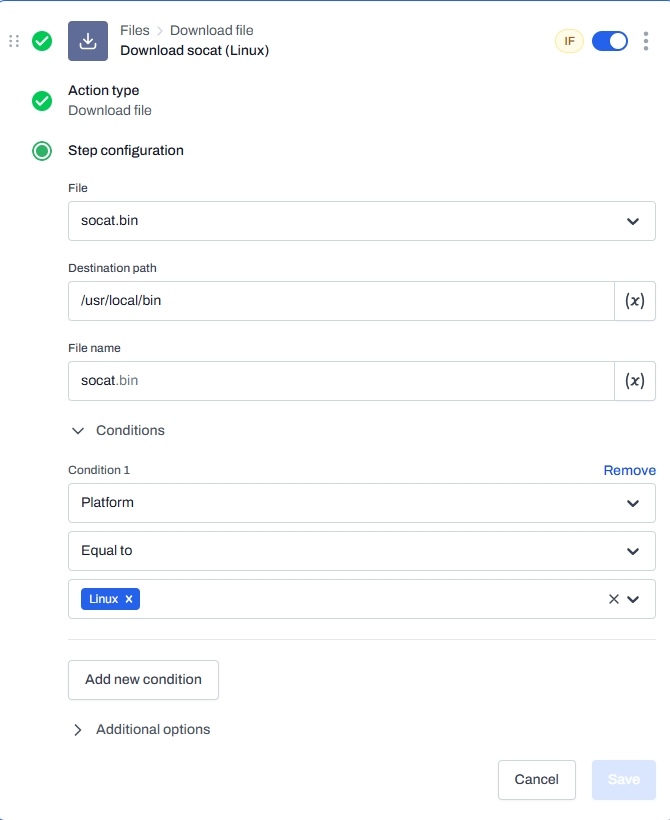 Files > Download file
Download socat (Linux)
IF
Action type
Download file
Step configuration
File
socat.bin
Destination path
/usr/local/bin
(x)
File name
socat.bin
(x)
Conditions
Condition 1
Remove
Platform
Equal to
Linux ×
Add new condition
Additional options
Cancel
Save